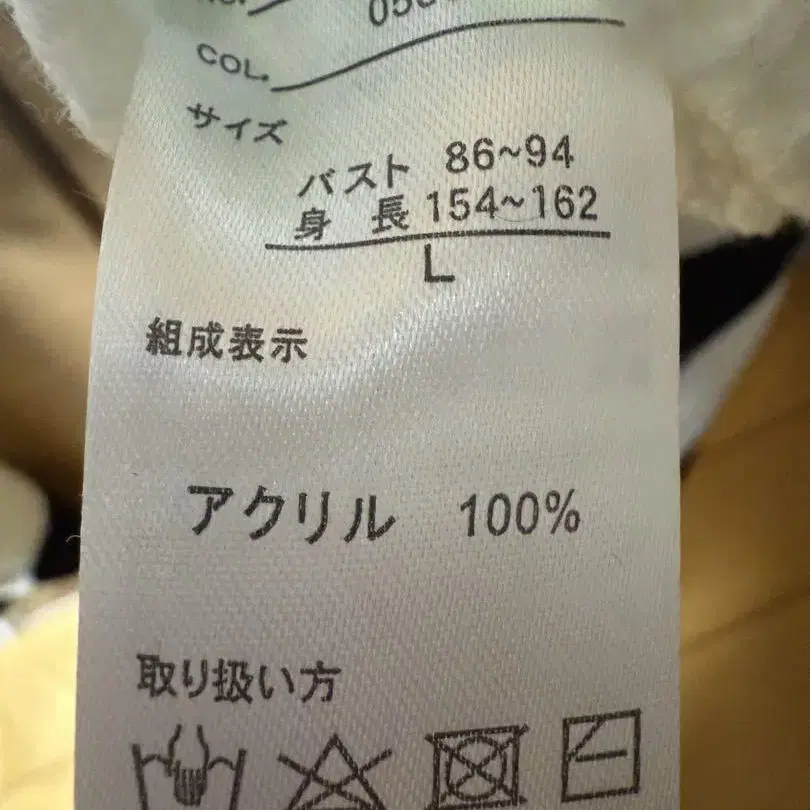 COL.
サイズ
バスト 86~94
身長 154~162
L
組成表示
アクリル 100%
取り扱い方